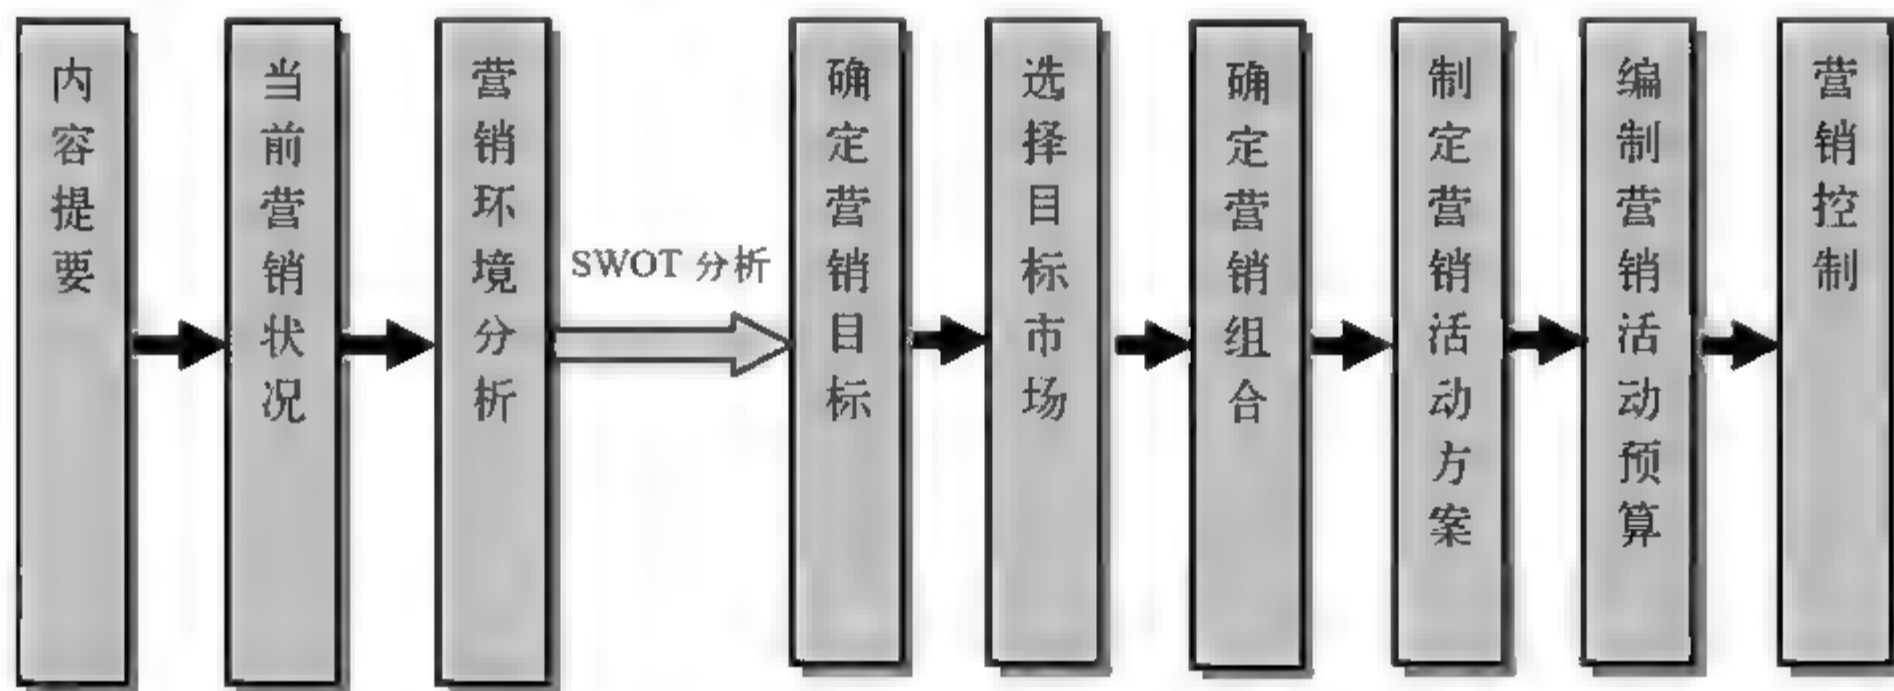 内容提要
当前营销状况
营销环境分析
SWOT 分析
确定营销目标
选择目标市场
确定营销组合
制定营销活动方案
编制营销活动预算
营销控制